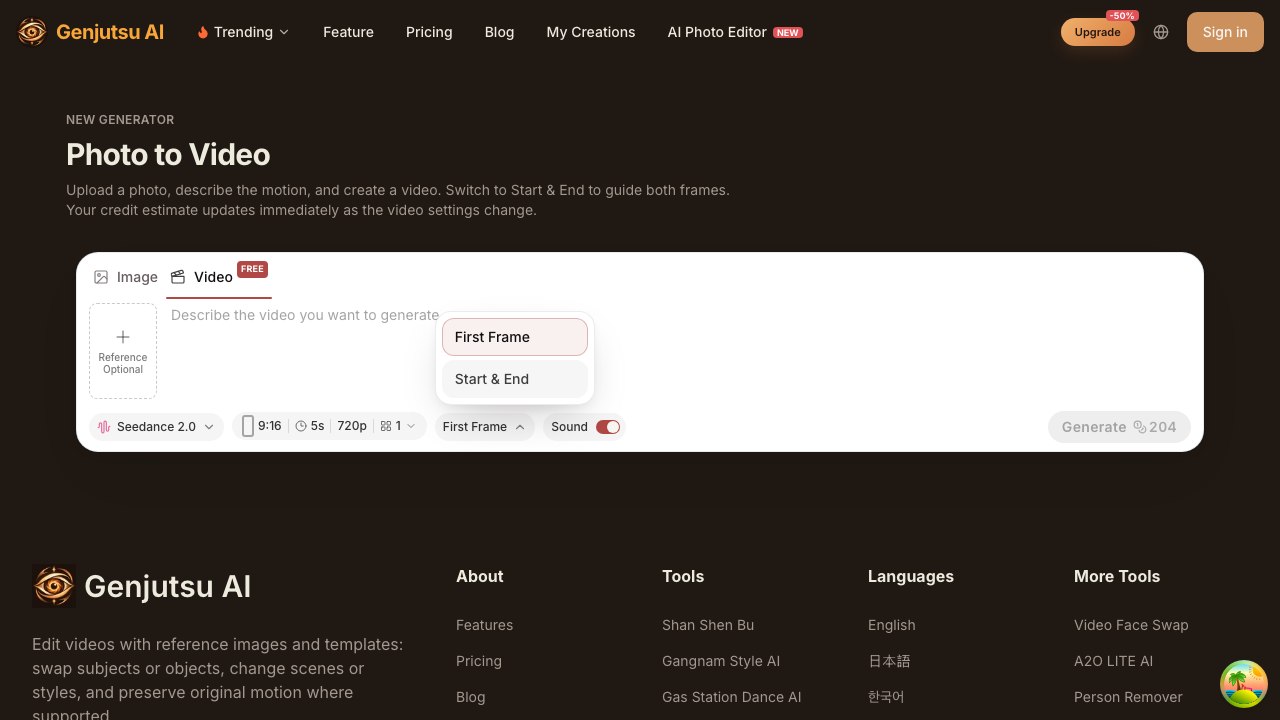 Genjutsu AI
Trending
Feature
Pricing
Blog
My Creations
AI Photo Editor NEW
-50%
Upgrade
Sign in
NEW GENERATOR
Photo to Video
Upload a photo, describe the motion, and create a video. Switch to Start & End to guide both frames.
Your credit estimate updates immediately as the video settings change.
Image
Video FREE
Reference
Optional
Describe the video you want to generate
First Frame
Start & End
Seedance 2.0
9:16 5s 720p 1
First Frame
Sound
Generate 204
Genjutsu AI
Edit videos with reference images and templates:
swap subjects or objects, change scenes or
styles, and preserve original motion where
supported.
About
Features
Pricing
Blog
Tools
Shan Shen Bu
Gangnam Style AI
Gas Station Dance AI
Languages
English
日本語
한국어
More Tools
Video Face Swap
A2O LITE AI
Person Remover